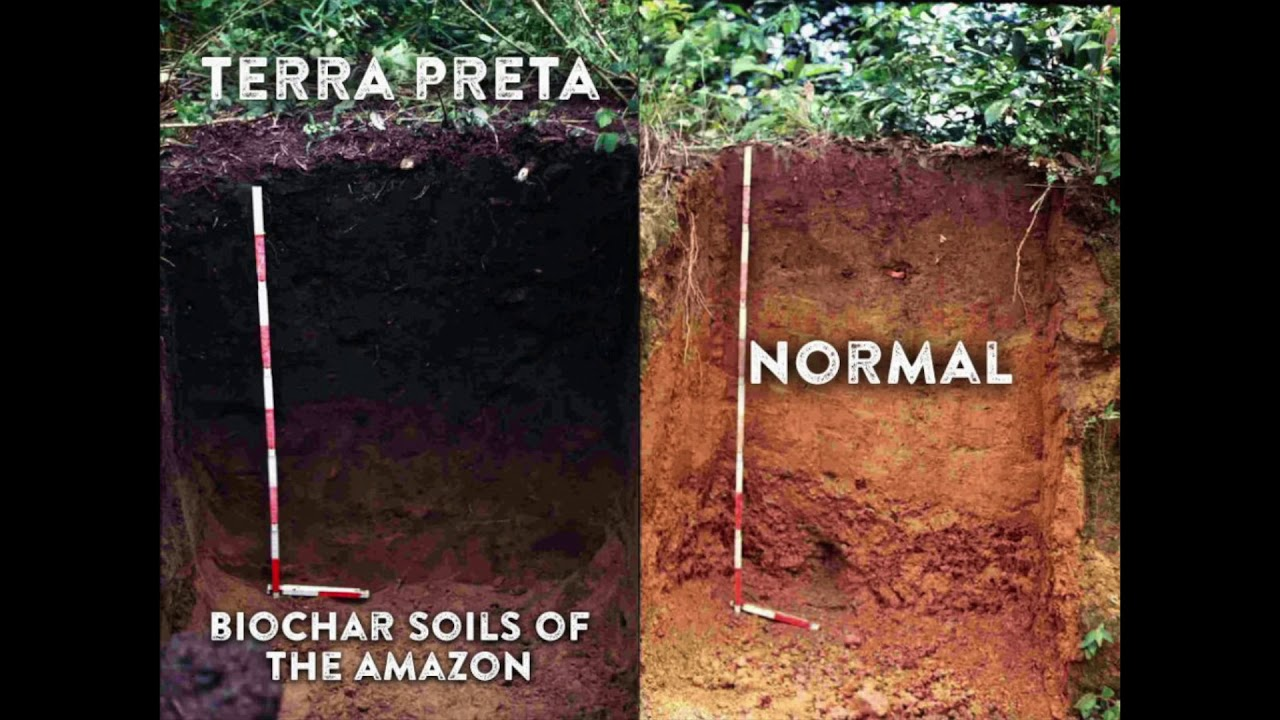 TERRA PRETA
NORMAL
BIOCHAR SOILS OF
THE AMAZON